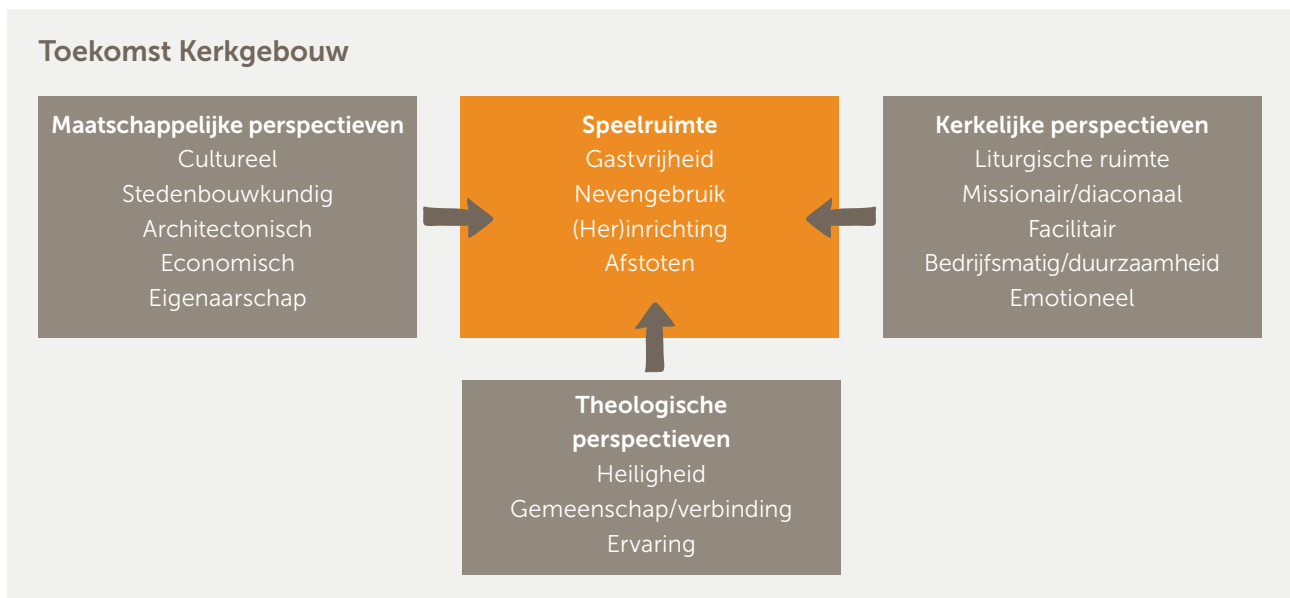 Toekomst Kerkgebouw
Maatschappelijke perspectieven
Cultureel
Stedenbouwkundig
Architectonisch
Economisch
Eigenaarschap
Speelruimte
Gastvrijheid
Nevengebruik
(Her)inrichting
Afstoten
Kerkelijke perspectieven
Liturgische ruimte
Missionair/diaconaal
Facilitair
Bedrijfsmatig/duurzaamheid
Emotioneel
Theologische
perspectieven
Heiligheid
Gemeenschap/verbinding
Ervaring